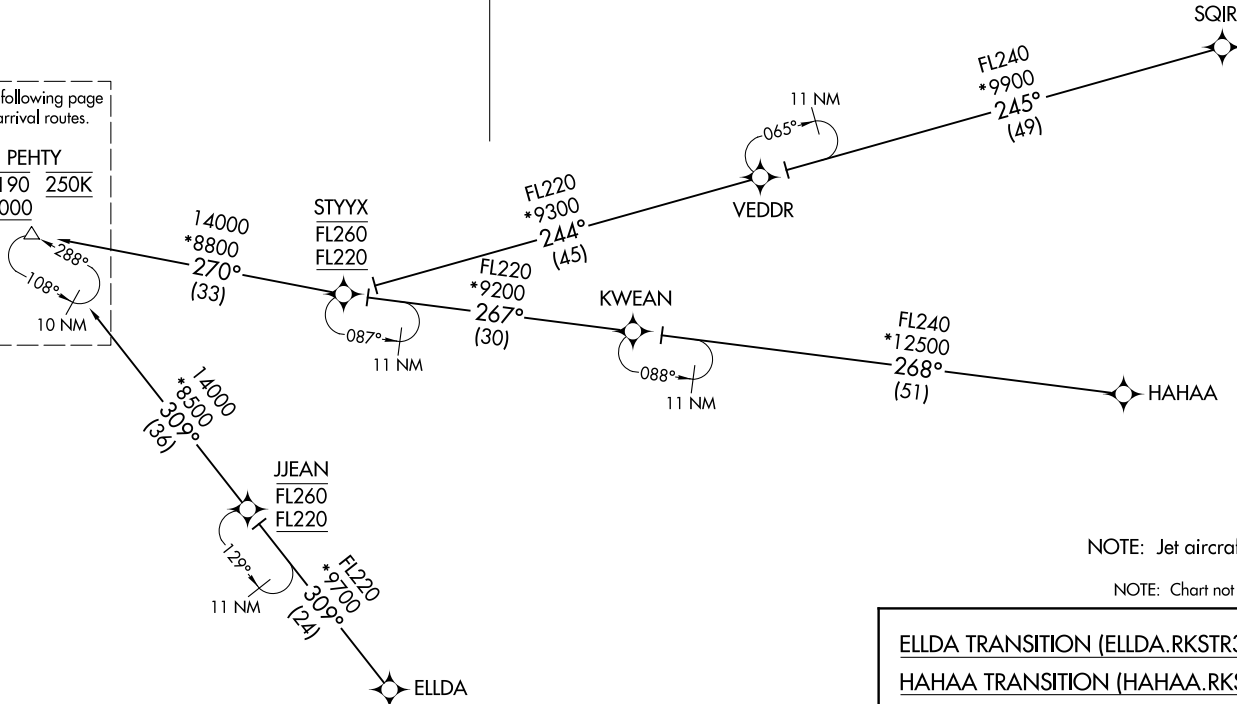 SQIR
FL240
*9900
245°
(49)
11 NM
065°
VEDDR
following page
arrival routes.
PEHTY
190 250K
000
288°
108°
10 NM
14000
*8800
270°
(33)
STYYX
FL260
FL220
087°
11 NM
FL220
*9300
244°
(45)
FL220
*9200
267°
(30)
KWEAN
088°
11 NM
FL240
*12500
268°
(51)
HAHAA
14000
*8500
309°
(36)
JJEAN
FL260
FL220
129°
11 NM
FL220
*9700
309°
(24)
ELLDA
NOTE: Jet aircra
NOTE: Chart not
ELLDA TRANSITION (ELLDA.RKSTR3
HAHAA TRANSITION (HAHAA.RKS